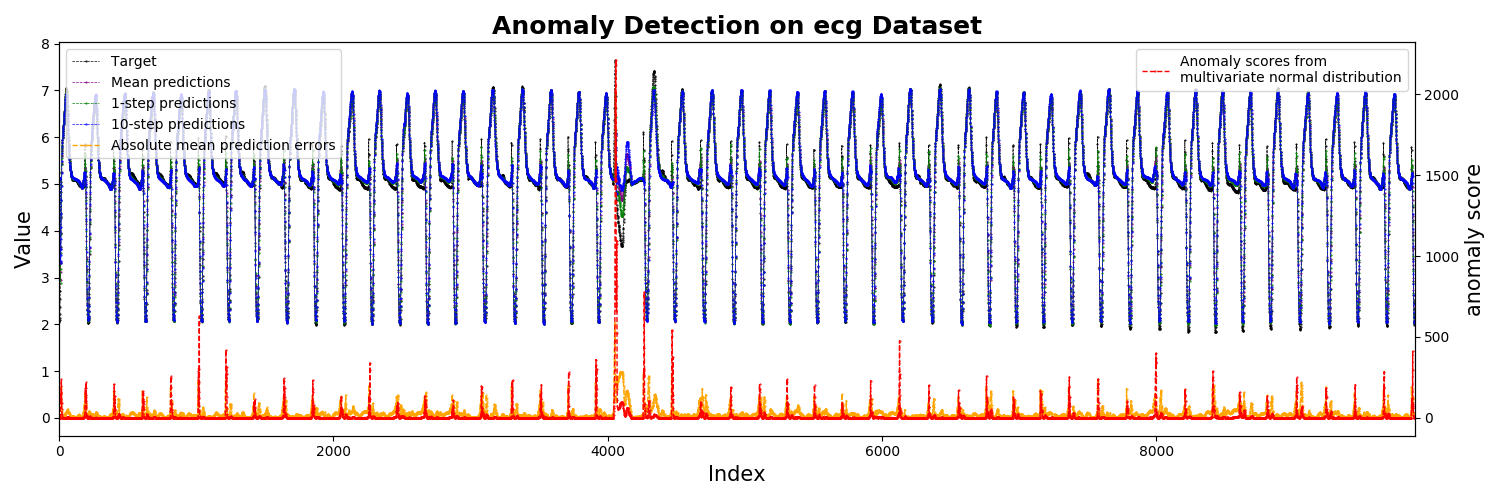 Anomaly Detection on ecg Dataset
Target
Mean predictions
1-step predictions
10-step predictions
Absolute mean prediction errors
Anomaly scores from
multivariate normal distribution
Value
8
7
6
5
4
3
2
1
0
anomaly score
2000
1500
1000
500
0
0
2000
4000
6000
8000
Index